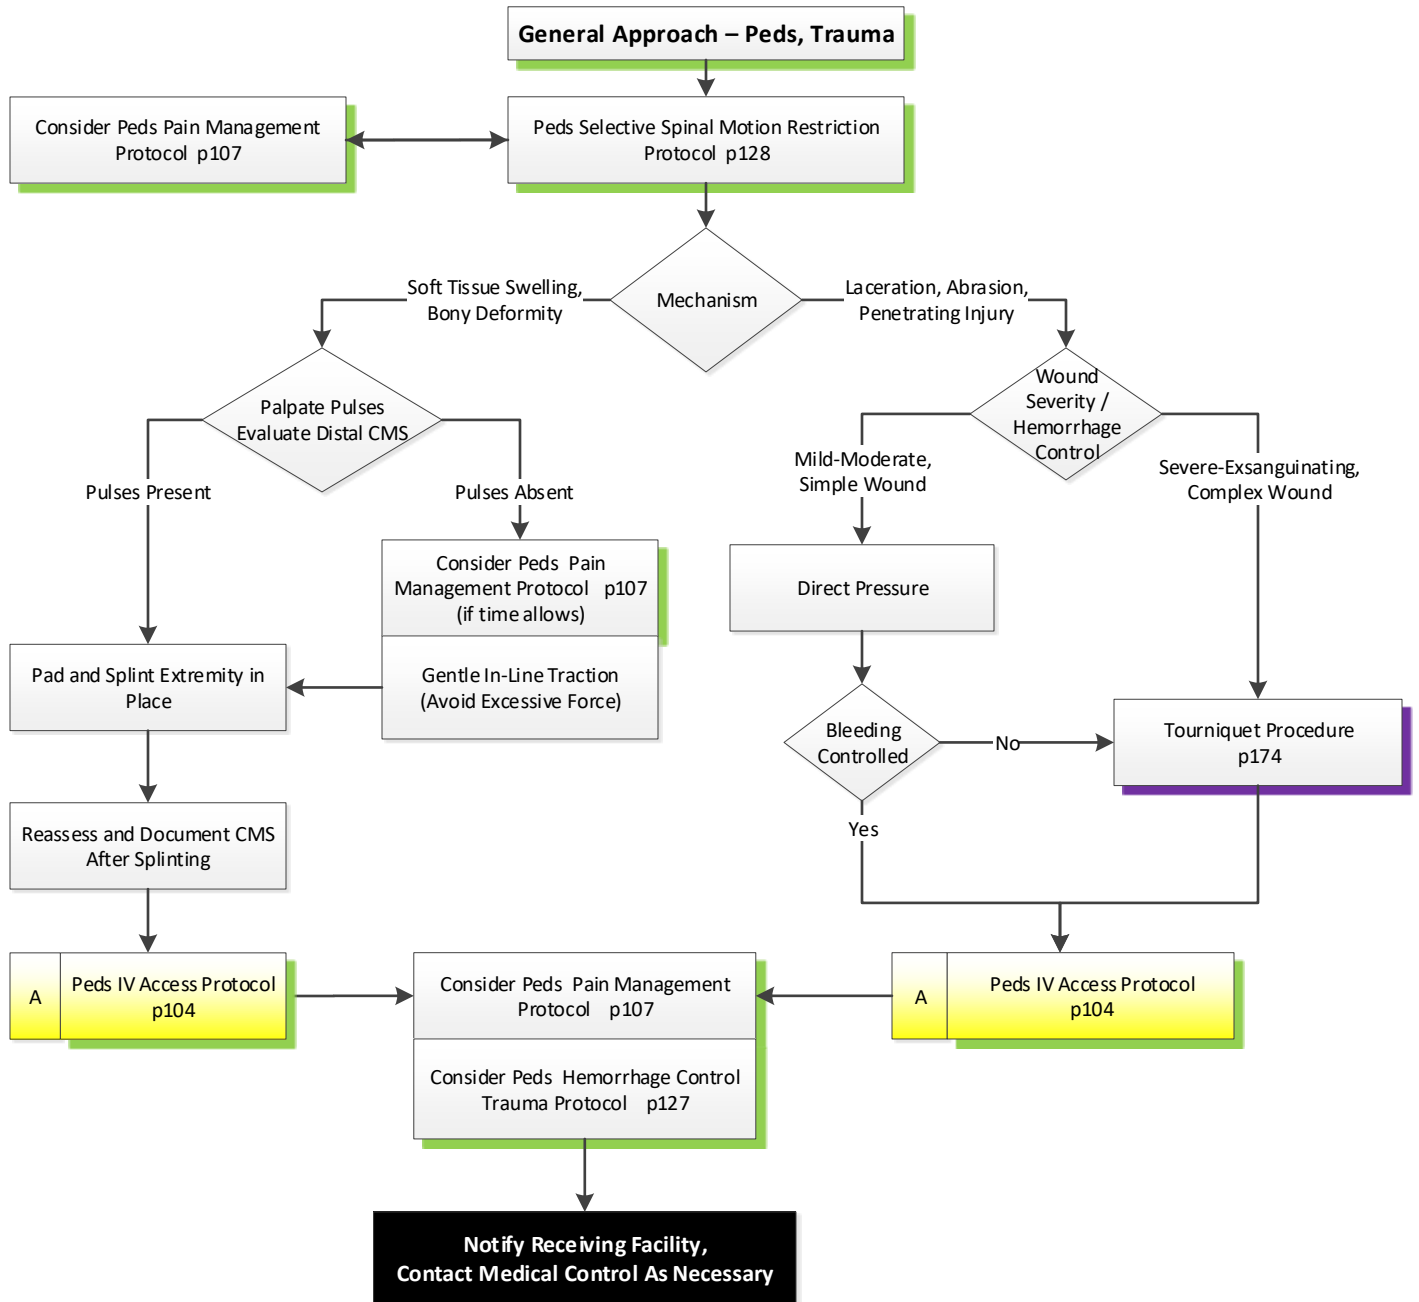 General Approach – Peds, Trauma
Consider Peds Pain Management
Protocol p107
Peds Selective Spinal Motion Restriction
Protocol p128
Mechanism
Soft Tissue Swelling,
Bony Deformity
Laceration, Abrasion,
Penetrating Injury
Palpate Pulses
Evaluate Distal CMS
Wound
Severity /
Hemorrhage
Control
Pulses Present
Pulses Absent
Mild-Moderate,
Simple Wound
Severe-Exsanguinating,
Complex Wound
Consider Peds Pain
Management Protocol p107
(if time allows)
Direct Pressure
Pad and Splint Extremity in
Place
Gentle In-Line Traction
(Avoid Excessive Force)
Bleeding
Controlled
No
Tourniquet Procedure
p174
Yes
Reassess and Document CMS
After Splinting
A
Peds IV Access Protocol
p104
Consider Peds Pain Management
Protocol p107
A
Peds IV Access Protocol
p104
Consider Peds Hemorrhage Control
Trauma Protocol p127
Notify Receiving Facility,
Contact Medical Control As Necessary